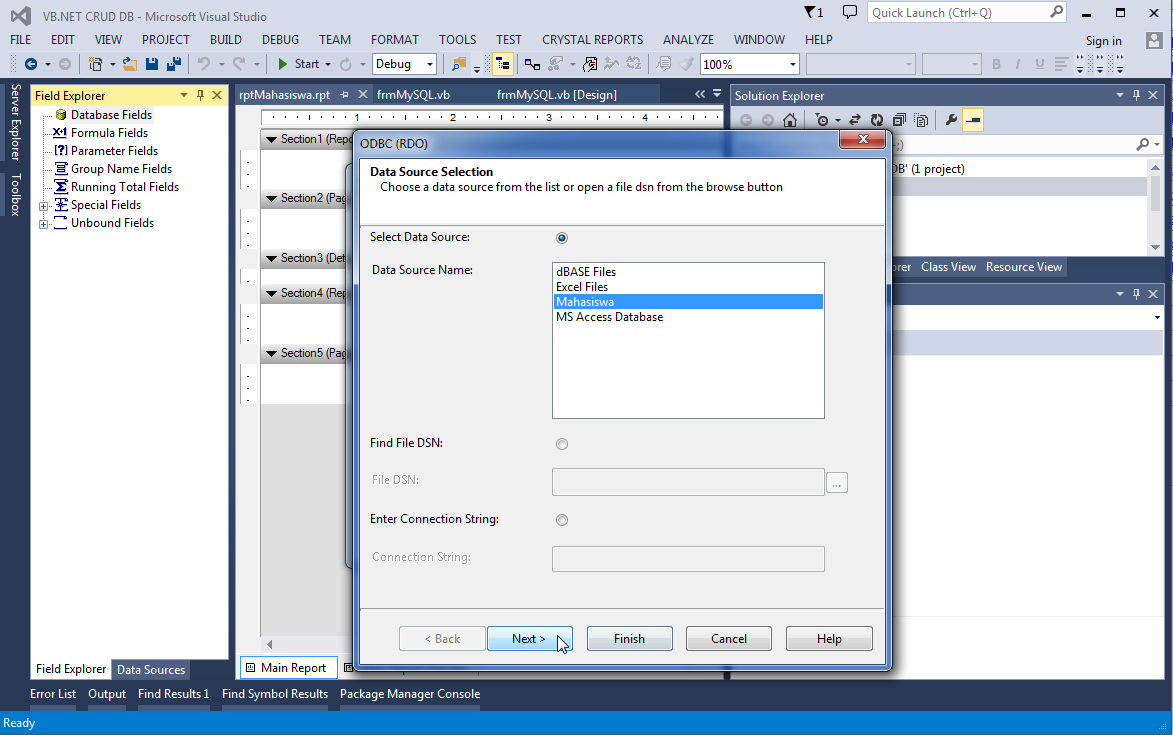 VB.NET CRUD DB - Microsoft Visual Studio
1
Quick Launch (Ctrl+Q)
FILE EDIT VIEW PROJECT BUILD DEBUG TEAM FORMAT TOOLS TEST CRYSTAL REPORTS ANALYZE WINDOW HELP
Sign in
Start Debug 100% B I U
Server Explorer
Toolbox
Field Explorer
Database Fields
Formula Fields
Parameter Fields
Group Name Fields
Running Total Fields
Special Fields
Unbound Fields
Field Explorer Data Sources
rptMahasiswa.rpt frmMySQL.vb frmMySQL.vb [Design]
1 2 3 4
Section1 (Repo
Section2 (Pag
Section3 (Det
Section4 (Rep
Section5 (Pag
Main Report
ODBC (RDO)
Data Source Selection
Choose a data source from the list or open a file dsn from the browse button
Select Data Source:
Data Source Name:
dBASE Files
Excel Files
Mahasiswa
MS Access Database
Find File DSN:
File DSN:
...
Enter Connection String:
Connection String:
< Back Next > Finish Cancel Help
Solution Explorer
;)
DB' (1 project)
orer Class View Resource View
Error List Output Find Results 1 Find Symbol Results Package Manager Console
Ready